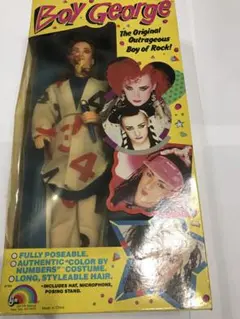 Boy George
The Original
Outrageous
Boy of Rock!
FULLY POSEABLE.
AUTHENTIC "COLOR BY
NUMBERS" COSTUME.
LONG, STYLEABLE HAIR.
•INCLUDES HAT, MICROPHONE,
POSING STAND.